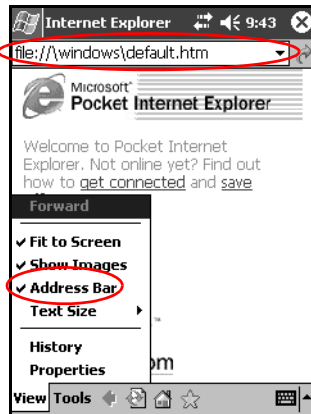 Internet Explorer 9:43
file://\windows\default.htm
Microsoft®
Pocket Internet Explorer
Welcome to Pocket Internet
Explorer. Not online yet? Find out
how to get connected and save
Forward
Fit to Screen
Show Images
Address Bar
Text Size
History
Properties
om
View Tools